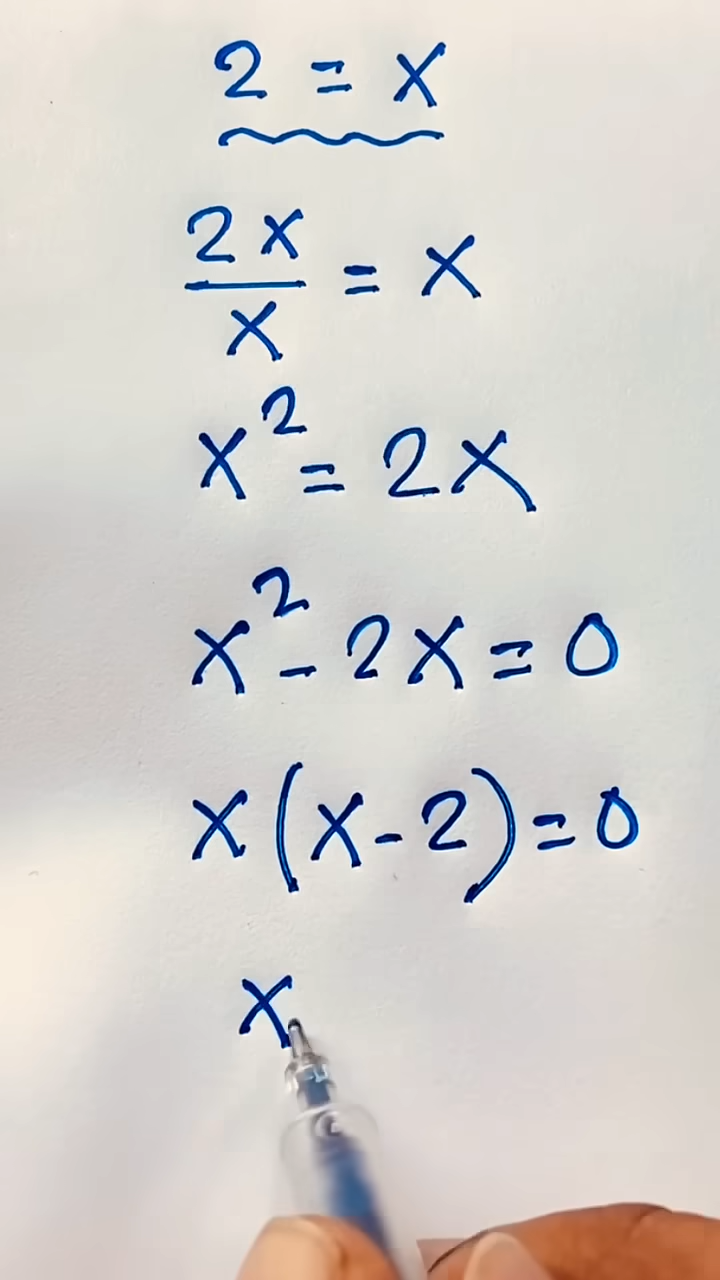 2 = x
2x/x = x
x² = 2x
x² - 2x = 0
x(x-2) = 0
x